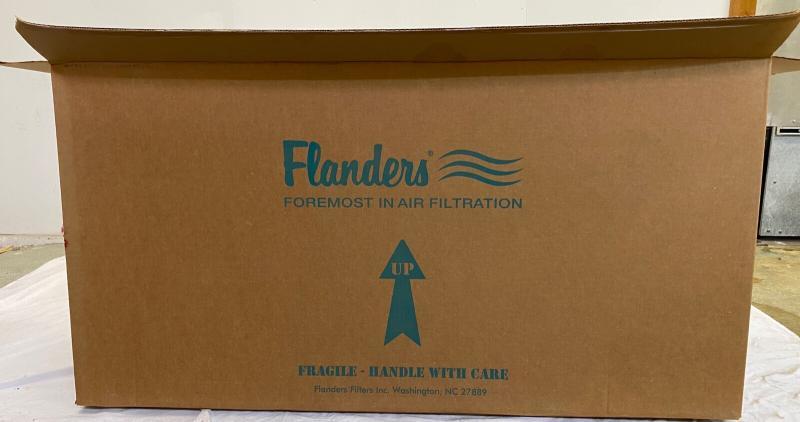 Flanders®
FOREMOST IN AIR FILTRATION
UP
FRAGILE - HANDLE WITH CARE
Flanders Filters Inc. Washington, NC 27889